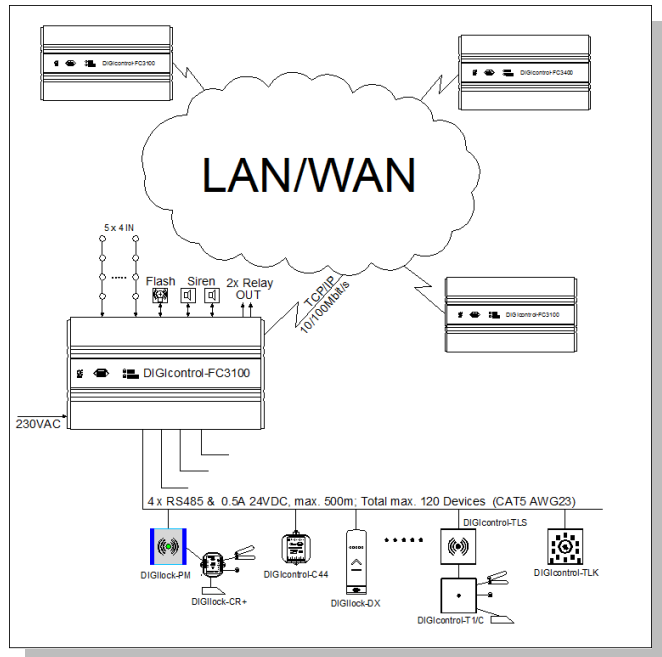 DIGIcontrol-FC3100
DIGIcontrol-FC3400
LAN/WAN
5 x 4 IN
Flash
Siren
2x Relay
OUT
TCP/IP
10/100Mbit/s
DIGIcontrol-FC3100
DIGIcontrol-FC3100
230VAC
4 x RS485 & 0.5A 24VDC, max. 500m; Total max. 120 Devices (CAT5 AWG23)
DIGIcontrol-TLS
DIGIlock-PM
DIGIcontrol-C44
DIGIcontrol-TLK
DIGIlock-CR+
DIGIlock-DX
DIGIcontrol-T1/C